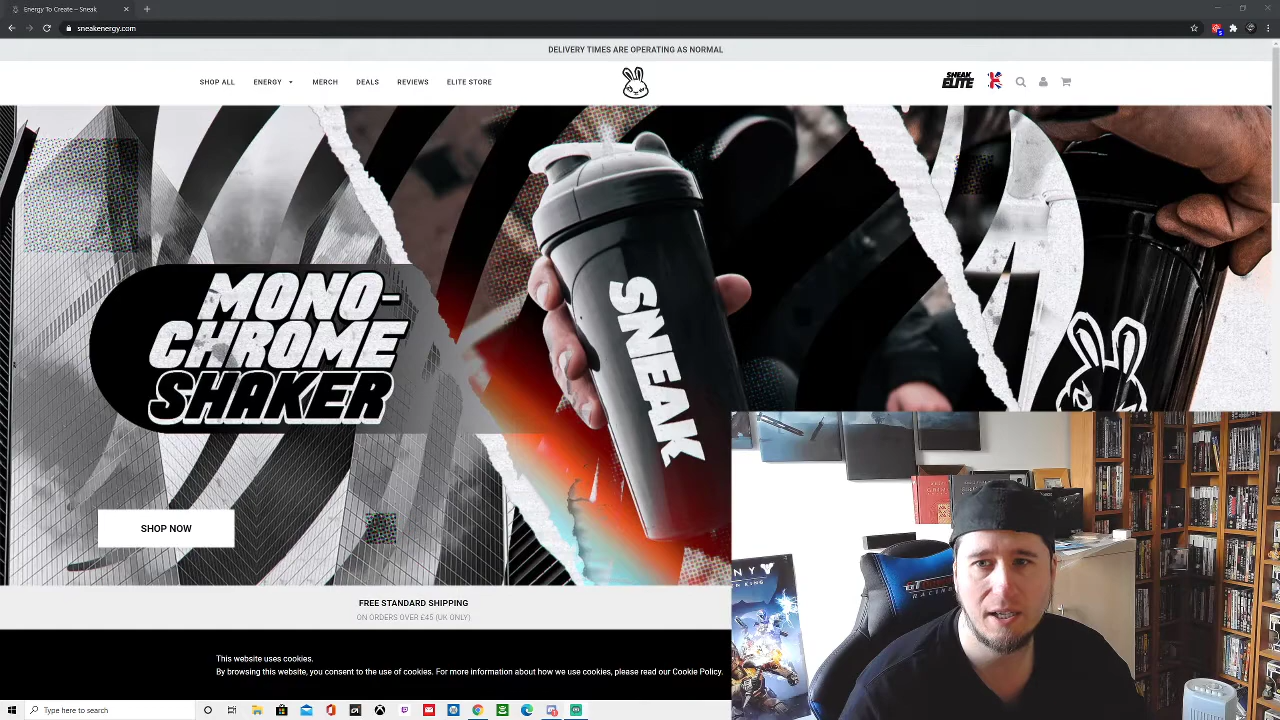 Energy To Create – Sneak
sneakenergy.com
DELIVERY TIMES ARE OPERATING AS NORMAL
SHOP ALL
ENERGY
MERCH
DEALS
REVIEWS
ELITE STORE
SNEAK
ELITE
MONO-
CHROME
SHAKER
SNEAK
SHOP NOW
FREE STANDARD SHIPPING
ON ORDERS OVER £45 (UK ONLY)
This website uses cookies.
By browsing this website, you consent to the use of cookies. For more information about how we use cookies, please read our Cookie Policy.
RACING
Type here to search